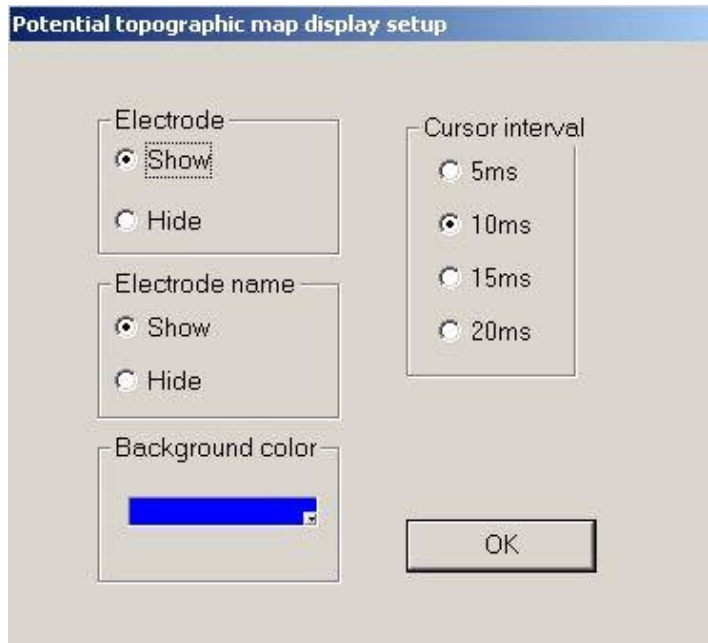 Potential topographic map display setup
Electrode
Show
Hide
Electrode name
Show
Hide
Background color
Cursor interval
5ms
10ms
15ms
20ms
OK